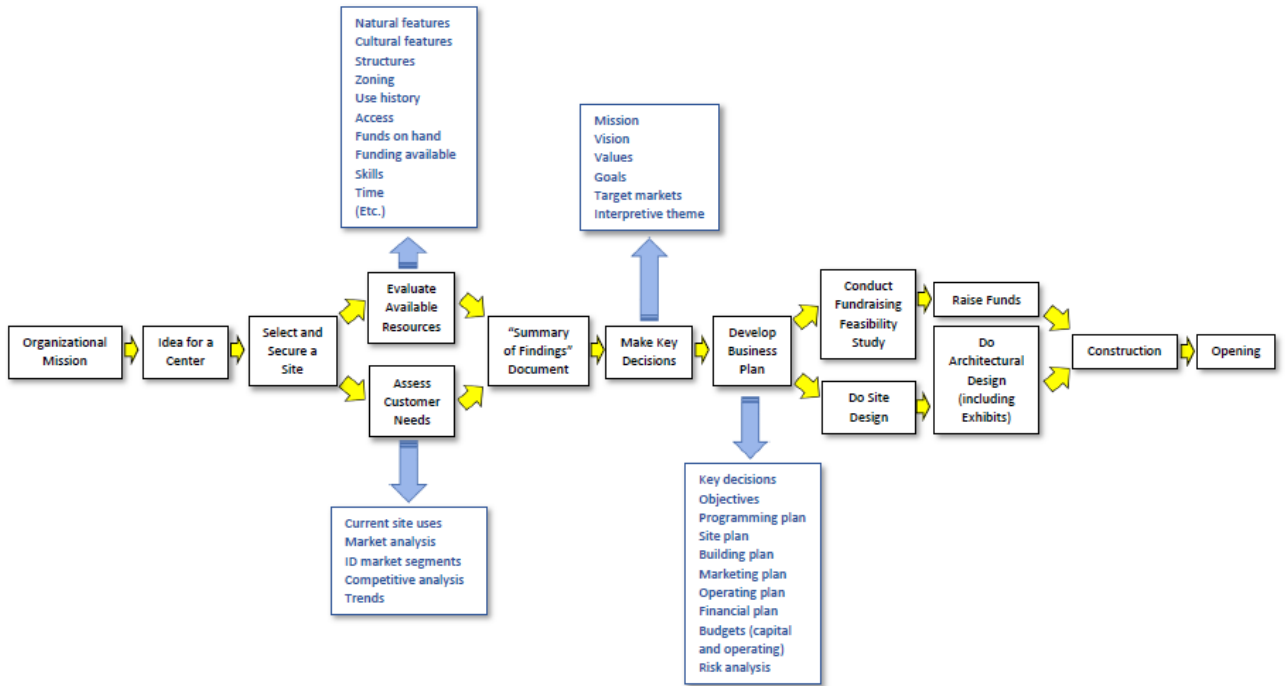 Natural features
Cultural features
Structures
Zoning
Use history
Access
Funds on hand
Funding available
Skills
Time
(Etc.)
Mission
Vision
Values
Goals
Target markets
Interpretive theme
Organizational
Mission
Idea for a
Center
Select and
Secure a
Site
Evaluate
Available
Resources
Assess
Customer
Needs
"Summary
of Findings"
Document
Make Key
Decisions
Develop
Business
Plan
Conduct
Fundraising
Feasibility
Study
Raise Funds
Do Site
Design
Do
Architectural
Design
(including
Exhibits)
Construction
Opening
Current site uses
Market analysis
ID market segments
Competitive analysis
Trends
Key decisions
Objectives
Programming plan
Site plan
Building plan
Marketing plan
Operating plan
Financial plan
Budgets (capital
and operating)
Risk analysis